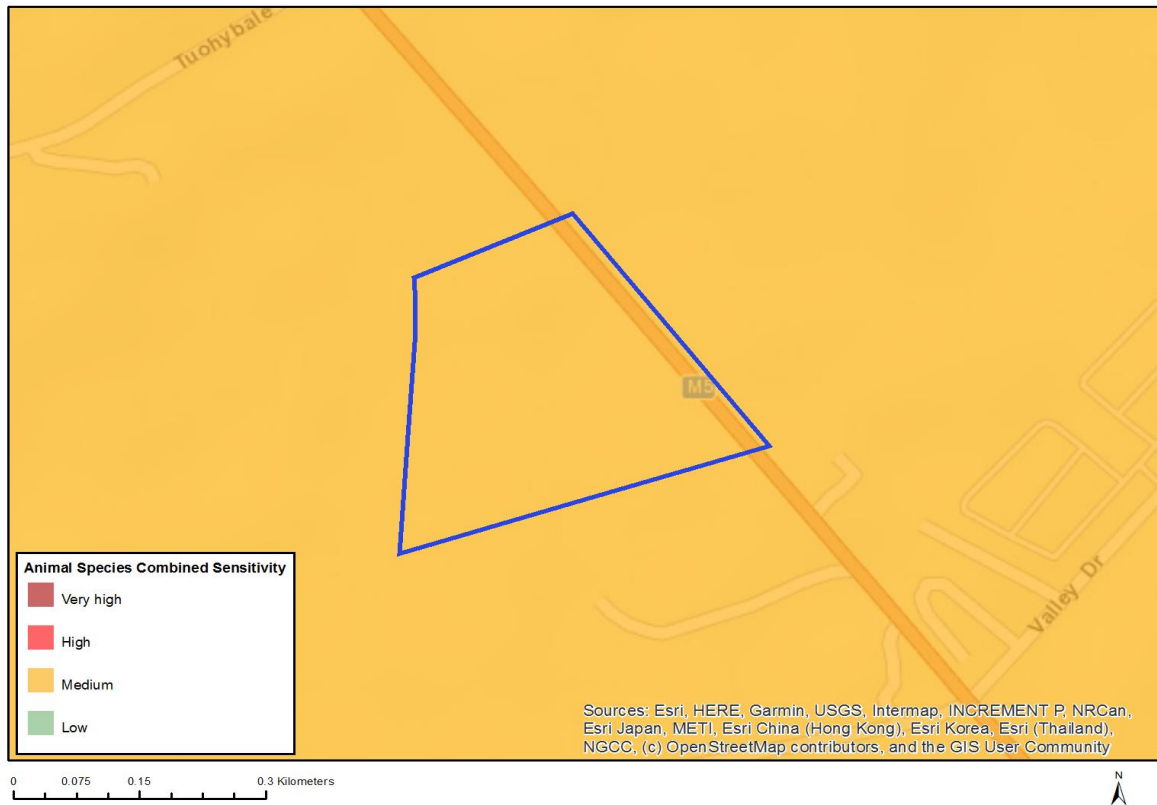 Tuohybale
M5
Valley Dr
Animal Species Combined Sensitivity
Very high
High
Medium
Low
Sources: Esri, HERE, Garmin, USGS, Intermap, INCREMENT P, NRCan,
Esri Japan, METI, Esri China (Hong Kong), Esri Korea, Esri (Thailand),
NGCC, (c) OpenStreetMap contributors, and the GIS User Community
0 0.075 0.15 0.3 Kilometers
N